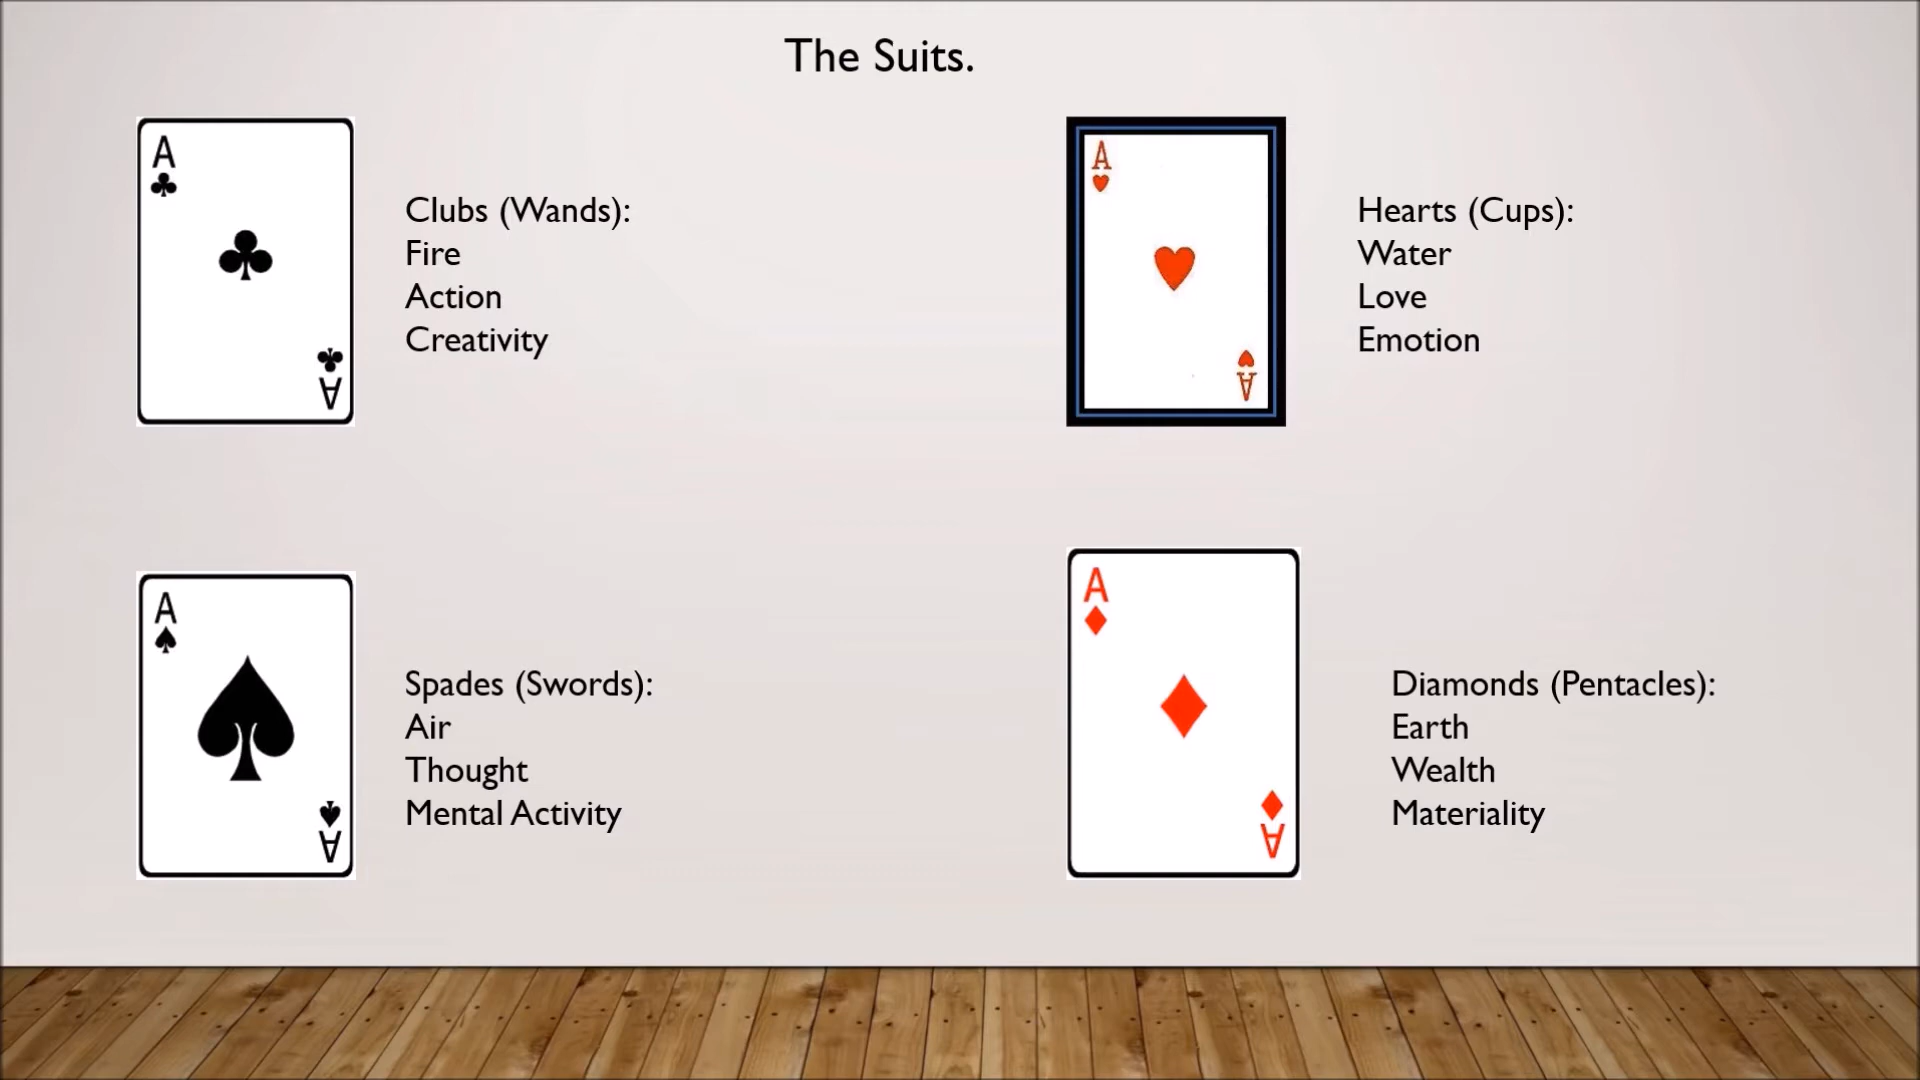 The Suits.
A
A
Clubs (Wands):
Fire
Action
Creativity
A
A
Hearts (Cups):
Water
Love
Emotion
A
A
Spades (Swords):
Air
Thought
Mental Activity
A
A
Diamonds (Pentacles):
Earth
Wealth
Materiality